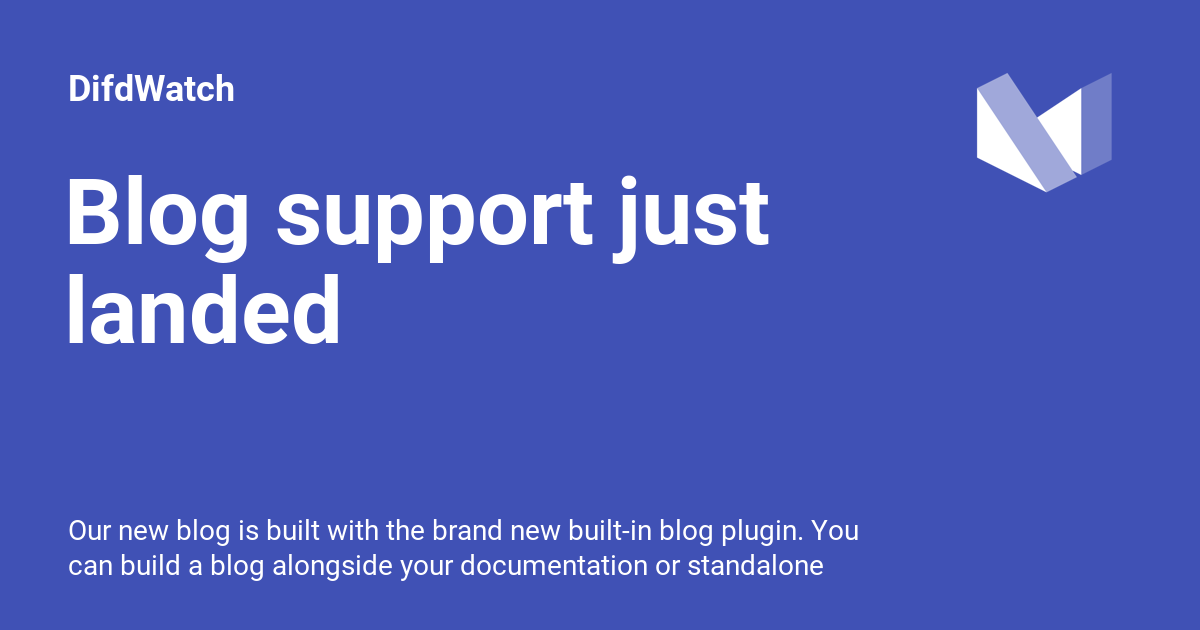 DifdWatch
Blog support just
landed
Our new blog is built with the brand new built-in blog plugin. You
can build a blog alongside your documentation or standalone